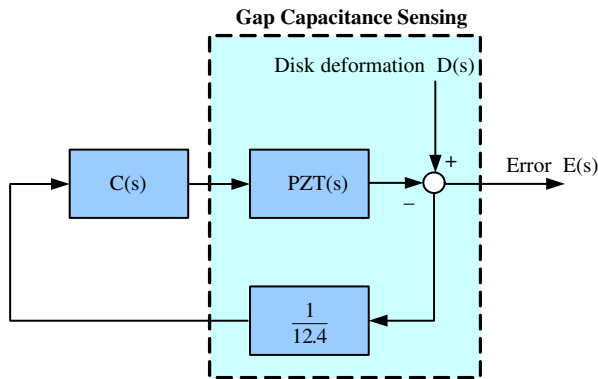 Gap Capacitance Sensing
Disk deformation D(s)
+
Error E(s)
C(s)
PZT(s)
−
1
12.4